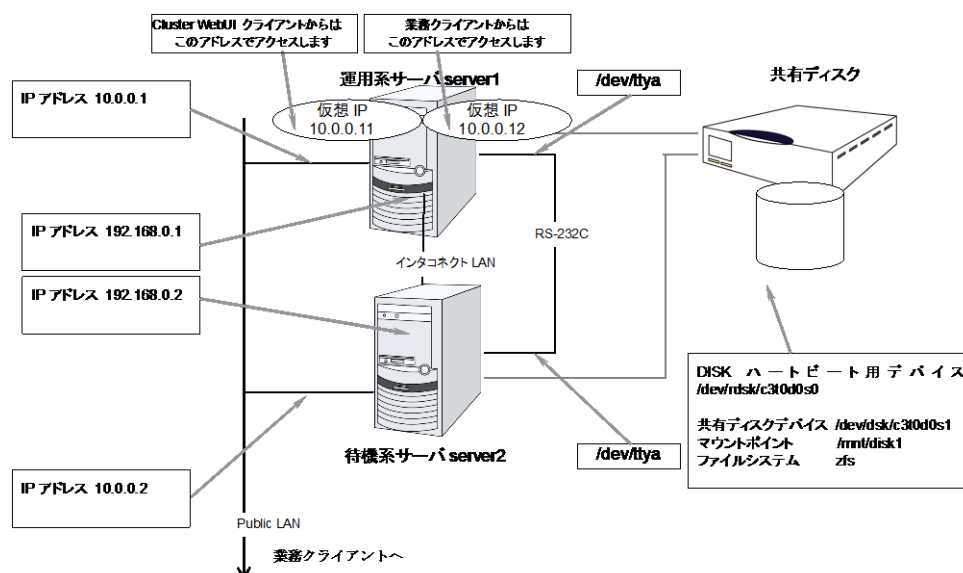 Cluster WebUI クライアントからは
このアドレスでアクセスします
業務クライアントからは
このアドレスでアクセスします
運用系サーバ server1
/dev/ttya
共有ディスク
IP アドレス 10.0.0.1
仮想 IP
10.0.0.11
仮想 IP
10.0.0.12
IP アドレス 192.168.0.1
RS-232C
インタコネクト LAN
IP アドレス 192.168.0.2
DISK ハートビート用デバイス
/dev/rdsk/c3t0d0s0
共有ディスクデバイス /dev/dsk/c3t0d0s1
マウントポイント /mnt/disk1
ファイルシステム zfs
待機系サーバ server2
/dev/ttya
IP アドレス 10.0.0.2
Public LAN
業務クライアントへ